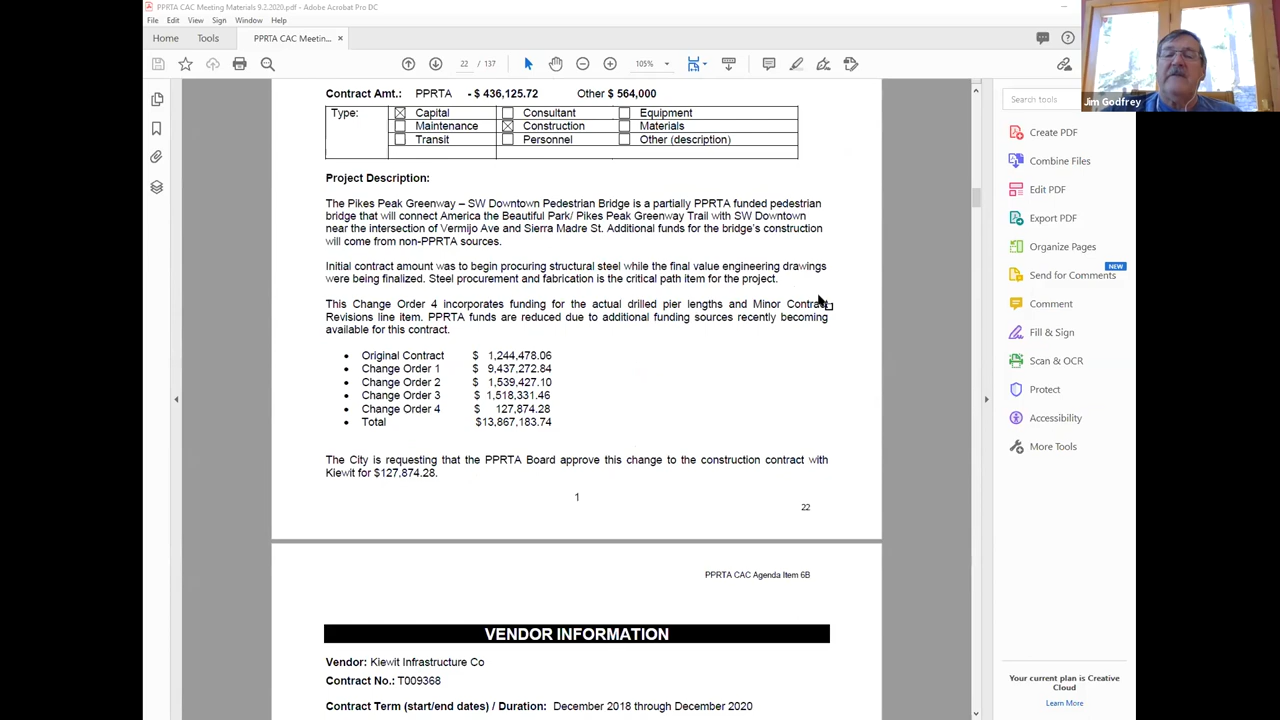 PPRTA CAC Meeting Materials 9.2.2020.pdf - Adobe Acrobat Pro DC
File Edit View Sign Window Help
Home Tools PPRTA CAC Meetin... ×
22 / 137 105%
Jim Godfrey
Search tools
Create PDF
Combine Files
Edit PDF
Export PDF
Organize Pages
Send for Comments NEW
Comment
Fill & Sign
Scan & OCR
Protect
Accessibility
More Tools
Your current plan is Creative
Cloud
Learn More
Contract Amt.: PPRTA - $ 436,125.72 Other $ 564,000
Type: Capital Consultant Equipment
Maintenance Construction Materials
Transit Personnel Other (description)
Project Description:
The Pikes Peak Greenway – SW Downtown Pedestrian Bridge is a partially PPRTA funded pedestrian
bridge that will connect America the Beautiful Park/ Pikes Peak Greenway Trail with SW Downtown
near the intersection of Vermijo Ave and Sierra Madre St. Additional funds for the bridge's construction
will come from non-PPRTA sources.
Initial contract amount was to begin procuring structural steel while the final value engineering drawings
were being finalized. Steel procurement and fabrication is the critical path item for the project.
This Change Order 4 incorporates funding for the actual drilled pier lengths and Minor Contract
Revisions line item. PPRTA funds are reduced due to additional funding sources recently becoming
available for this contract.
• Original Contract $ 1,244,478.06
• Change Order 1 $ 9,437,272.84
• Change Order 2 $ 1,539,427.10
• Change Order 3 $ 1,518,331.46
• Change Order 4 $ 127,874.28
• Total $13,867,183.74
The City is requesting that the PPRTA Board approve this change to the construction contract with
Kiewit for $127,874.28.
1
22
PPRTA CAC Agenda Item 6B
VENDOR INFORMATION
Vendor: Kiewit Infrastructure Co
Contract No.: T009368
Contract Term (start/end dates) / Duration: December 2018 through December 2020